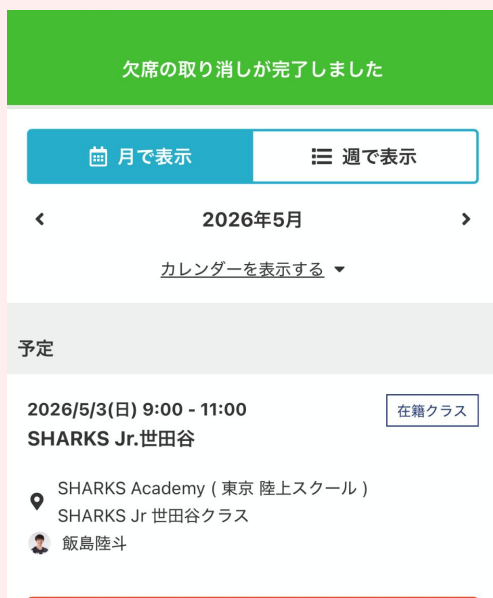 欠席の取り消しが完了しました
月で表示
週で表示
2026年5月
カレンダーを表示する
予定
2026/5/3(日) 9:00 - 11:00
在籍クラス
SHARKS Jr.世田谷
SHARKS Academy ( 東京 陸上スクール )
SHARKS Jr 世田谷クラス
飯島陸斗